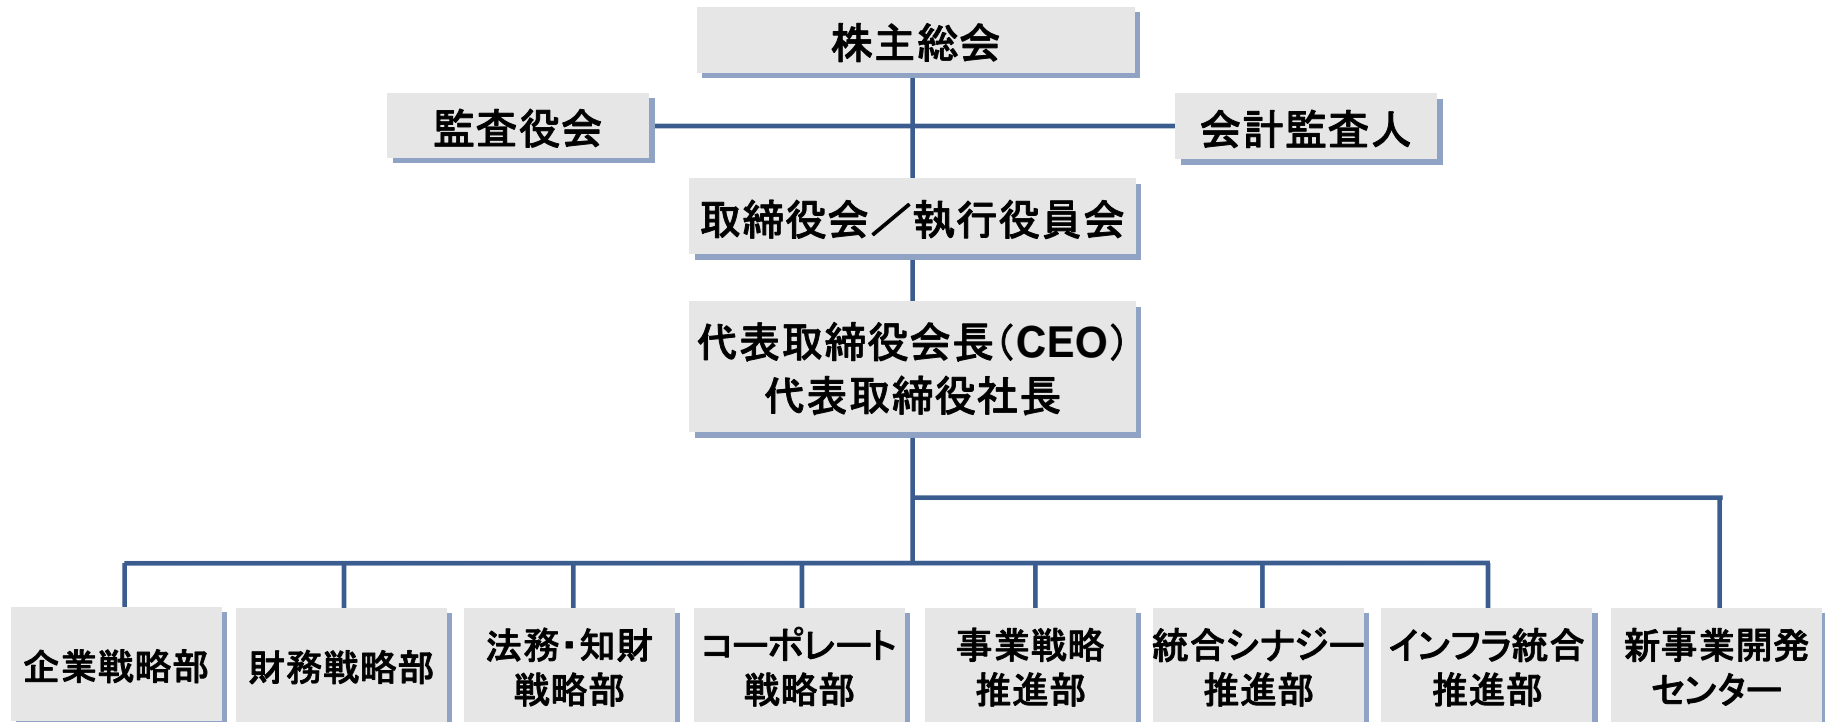 株主総会
監査役会
会計監査人
取締役会／執行役員会
代表取締役会長（CEO）
代表取締役社長
企業戦略部
財務戦略部
法務・知財
戦略部
コーポレート
戦略部
事業戦略
推進部
統合シナジー
推進部
インフラ統合
推進部
新事業開発
センター